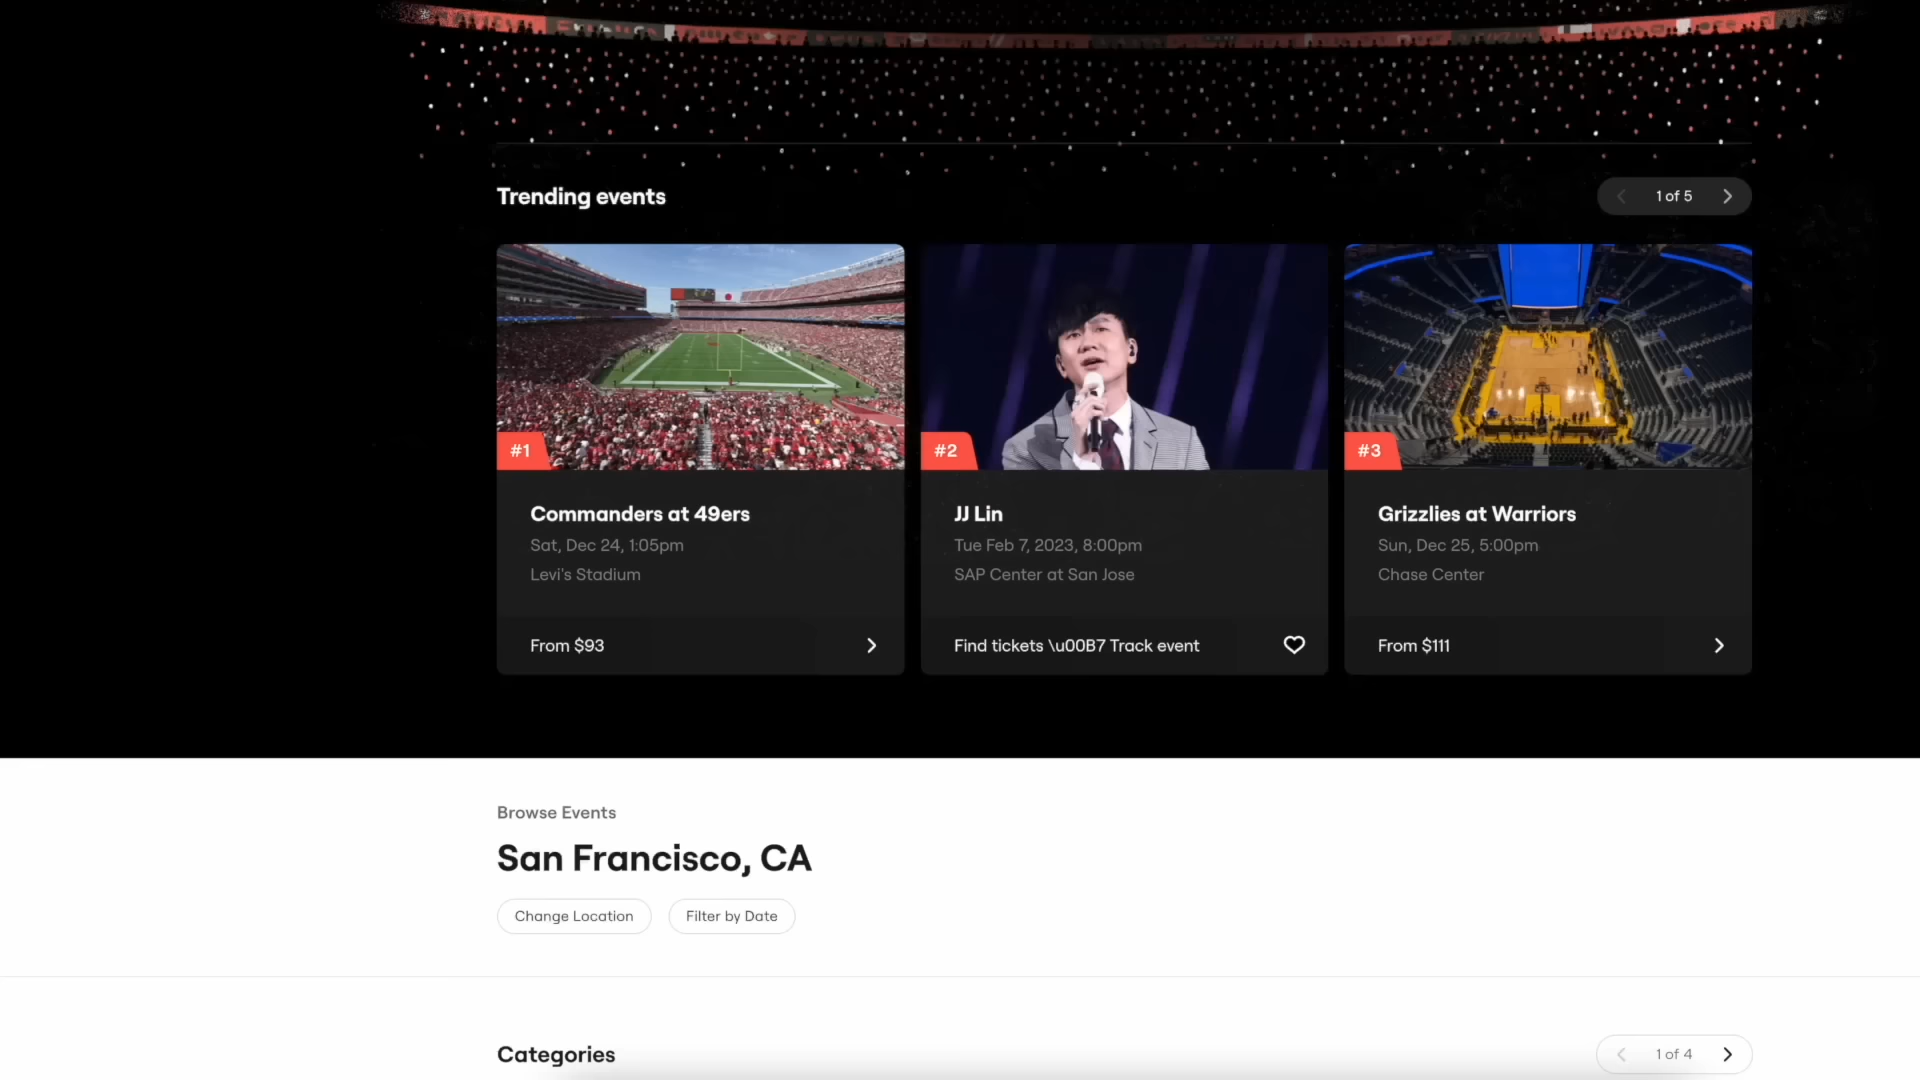 Trending events
1 of 5
#1
#2
#3
Commanders at 49ers
Sat, Dec 24, 1:05pm
Levi's Stadium
From $93
JJ Lin
Tue Feb 7, 2023, 8:00pm
SAP Center at San Jose
Find tickets \u00B7 Track event
Grizzlies at Warriors
Sun, Dec 25, 5:00pm
Chase Center
From $111
Browse Events
San Francisco, CA
Change Location
Filter by Date
Categories
1 of 4